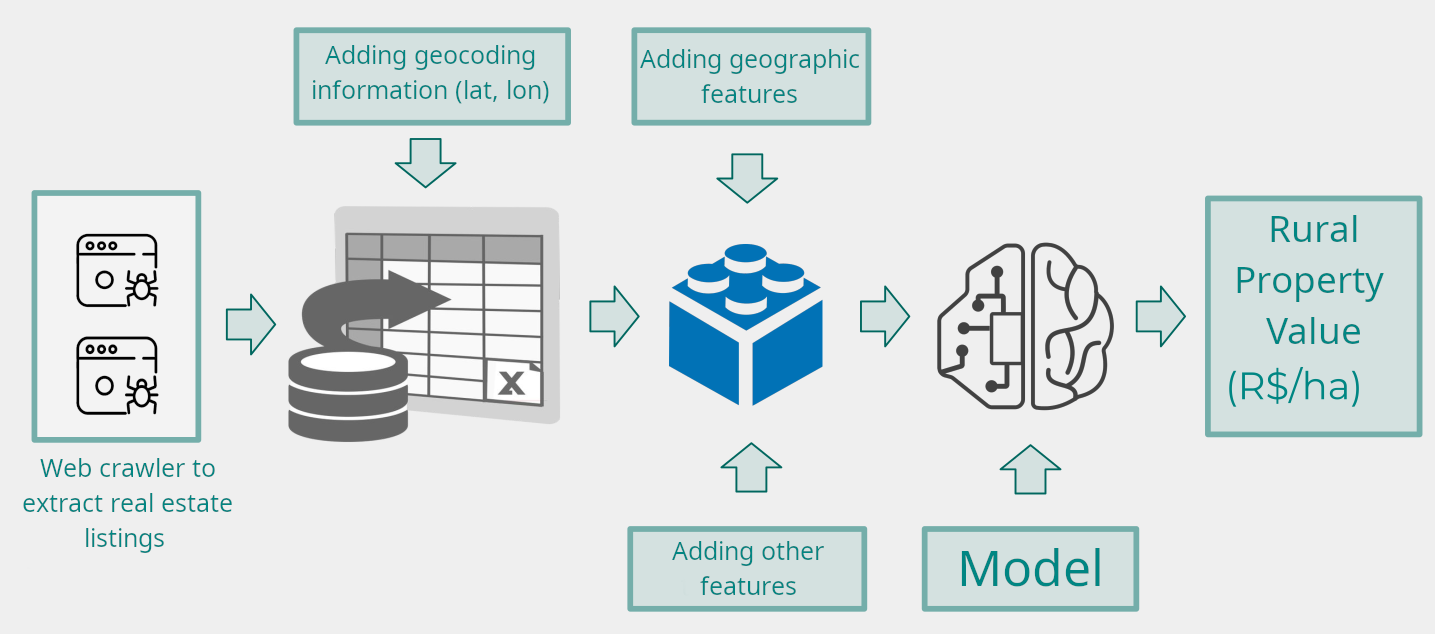 Adding geocoding
information (lat, lon)
Adding geographic
features
Web crawler to
extract real estate
listings
X
Adding other
features
Model
Rural
Property
Value
(R$/ha)